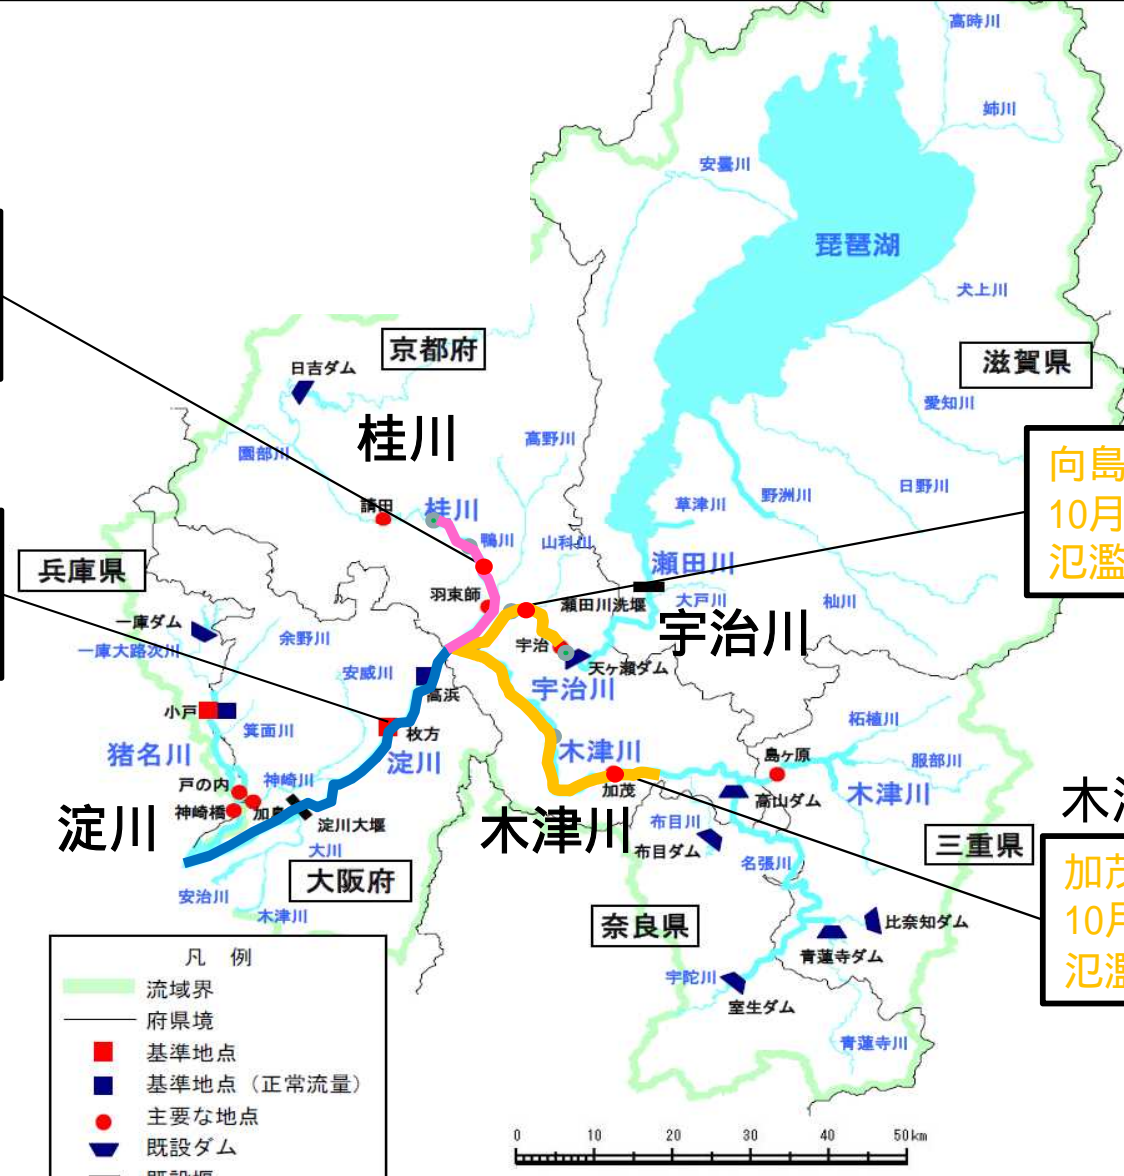 高時川
姉川
安曇川
琵琶湖
犬上川
京都府
滋賀県
日吉ダム
愛知川
桂川
高野川
園部川
向島
10月
氾濫
日野川
野洲川
草津川
請田
桂川
鴨川
山科川
瀬田川
兵庫県
羽束師
瀬田川洗堰
大戸川
杣川
宇治川
一庫ダム
余野川
一庫大路次川
宇治
天ヶ瀬ダム
安威川
高浜
宇治川
小戸
箕面川
枚方
柘植川
猪名川
淀川
木津川
島ヶ原
服部川
戸の内
神崎川
加茂
高山ダム
木津川
神崎橋
淀川
淀川大堰
木津川
布目川
大川
布目ダム
名張川
三重県
大阪府
加茂
10月
安治川
木津川
奈良県
比奈知ダム
青蓮寺ダム
宇陀川
室生ダム
青蓮寺川
凡 例
流域界
府県境
基準地点
基準地点（正常流量）
主要な地点
既設ダム
0 10 20 30 40 50km